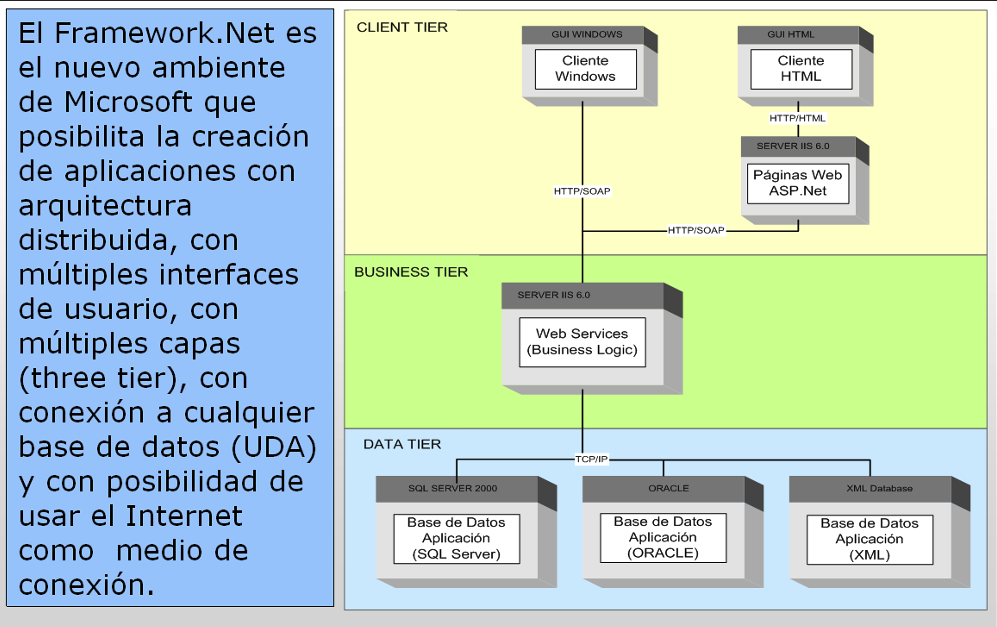 El Framework.Net es
el nuevo ambiente
de Microsoft que
posibilita la creación
de aplicaciones con
arquitectura
distribuida, con
múltiples interfaces
de usuario, con
múltiples capas
(three tier), con
conexión a cualquier
base de datos (UDA)
y con posibilidad de
usar el Internet
como medio de
conexión.
CLIENT TIER
GUI WINDOWS
Cliente
Windows
GUI HTML
Cliente
HTML
HTTP/HTML
SERVER IIS 6.0
Páginas Web
ASP.Net
HTTP/SOAP
HTTP/SOAP
BUSINESS TIER
SERVER IIS 6.0
Web Services
(Business Logic)
DATA TIER
TCP/IP
SQL SERVER 2000
Base de Datos
Aplicación
(SQL Server)
ORACLE
Base de Datos
Aplicación
(ORACLE)
XML Database
Base de Datos
Aplicación
(XML)